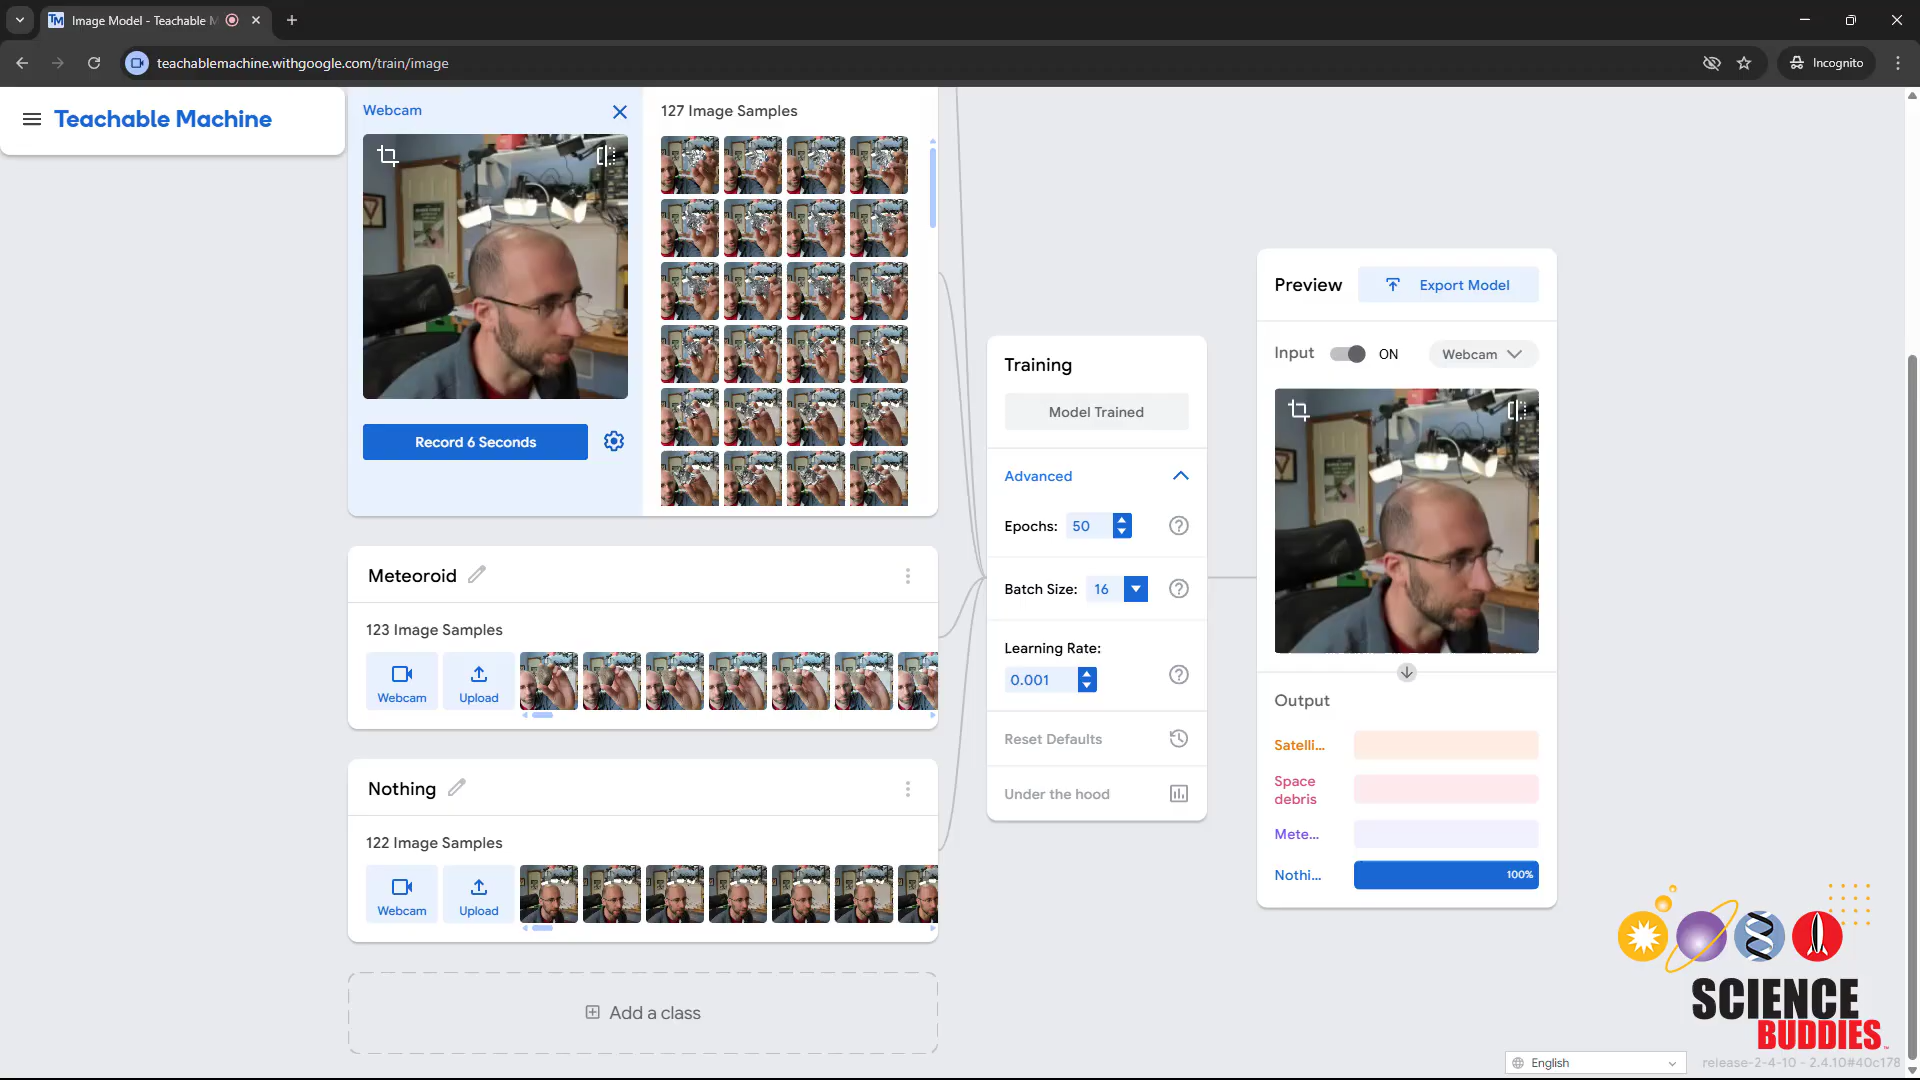 Image Model - Teachable M
teachablemachine.withgoogle.com/train/image
Incognito
Teachable Machine
Webcam
127 Image Samples
Record 6 Seconds
Meteoroid
123 Image Samples
Webcam
Upload
Nothing
122 Image Samples
Webcam
Upload
Add a class
Training
Model Trained
Advanced
Epochs: 50
Batch Size: 16
Learning Rate:
0.001
Reset Defaults
Under the hood
Preview
Export Model
Input ON Webcam
Output
Satelli...
Space
debris
Mete...
Nothi... 100%
SCIENCE
BUDDIES
English
release-2-4-10 - 2.4.10#40c178